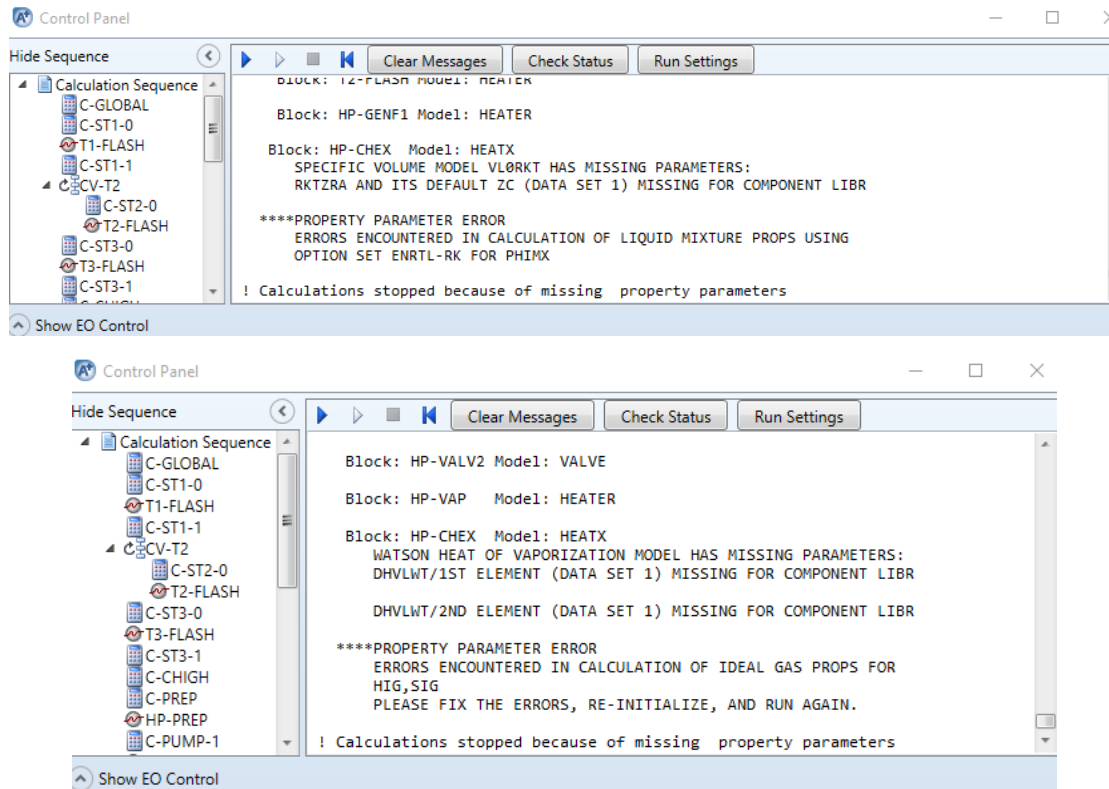 Control Panel
Hide Sequence
Clear Messages
Check Status
Run Settings
Calculation Sequence
C-GLOBAL
C-ST1-0
T1-FLASH
C-ST1-1
CV-T2
C-ST2-0
T2-FLASH
C-ST3-0
T3-FLASH
C-ST3-1
C-CHIGH
Block: T2-FLASH Model: HEATER
Block: HP-GENF1 Model: HEATER
Block: HP-CHEX Model: HEATX
SPECIFIC VOLUME MODEL VL0RKT HAS MISSING PARAMETERS:
RKTZRA AND ITS DEFAULT ZC (DATA SET 1) MISSING FOR COMPONENT LIBR
****PROPERTY PARAMETER ERROR
ERRORS ENCOUNTERED IN CALCULATION OF LIQUID MIXTURE PROPS USING
OPTION SET ENRTL-RK FOR PHIMX
! Calculations stopped because of missing property parameters
Show EO Control
Control Panel
Hide Sequence
Clear Messages
Check Status
Run Settings
Calculation Sequence
C-GLOBAL
C-ST1-0
T1-FLASH
C-ST1-1
CV-T2
C-ST2-0
T2-FLASH
C-ST3-0
T3-FLASH
C-ST3-1
C-CHIGH
C-PREP
HP-PREP
C-PUMP-1
Block: HP-VALV2 Model: VALVE
Block: HP-VAP Model: HEATER
Block: HP-CHEX Model: HEATX
WATSON HEAT OF VAPORIZATION MODEL HAS MISSING PARAMETERS:
DHVLWT/1ST ELEMENT (DATA SET 1) MISSING FOR COMPONENT LIBR
DHVLWT/2ND ELEMENT (DATA SET 1) MISSING FOR COMPONENT LIBR
****PROPERTY PARAMETER ERROR
ERRORS ENCOUNTERED IN CALCULATION OF IDEAL GAS PROPS FOR
HIG,SIG
PLEASE FIX THE ERRORS, RE-INITIALIZE, AND RUN AGAIN.
! Calculations stopped because of missing property parameters
Show EO Control